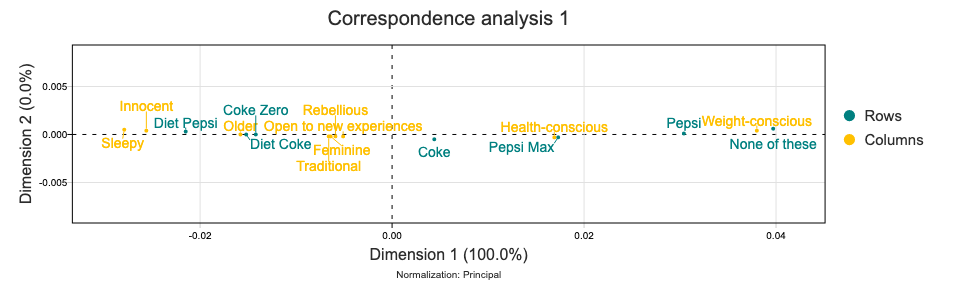 Correspondence analysis 1
Dimension 2 (0.0%)
0.005
0.000
-0.005
Innocent
Sleepy
Diet Pepsi
Coke Zero
Older
Diet Coke
Rebellious
Open to new experiences
Feminine
Traditional
Coke
Health-conscious
Pepsi Max
Pepsi
Weight-conscious
None of these
Rows
Columns
-0.02
0.00
0.02
0.04
Dimension 1 (100.0%)
Normalization: Principal